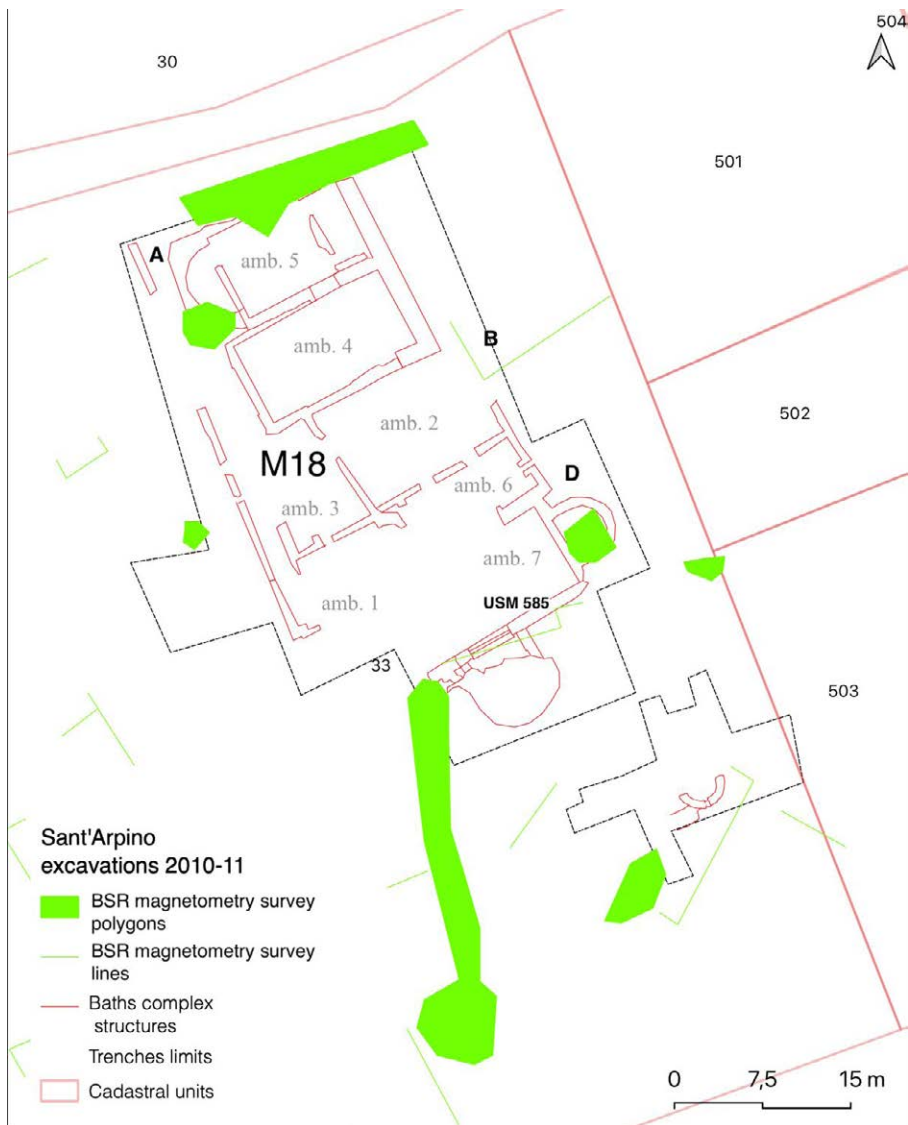 504
30
501
A
amb. 5
B
amb. 4
502
amb. 2
M18
D
amb. 6
amb. 3
amb. 7
USM 585
amb. 1
33
503
Sant'Arpino
excavations 2010-11
BSR magnetometry survey
polygons
BSR magnetometry survey
lines
Baths complex
structures
Trenches limits
Cadastral units
0 7,5 15 m